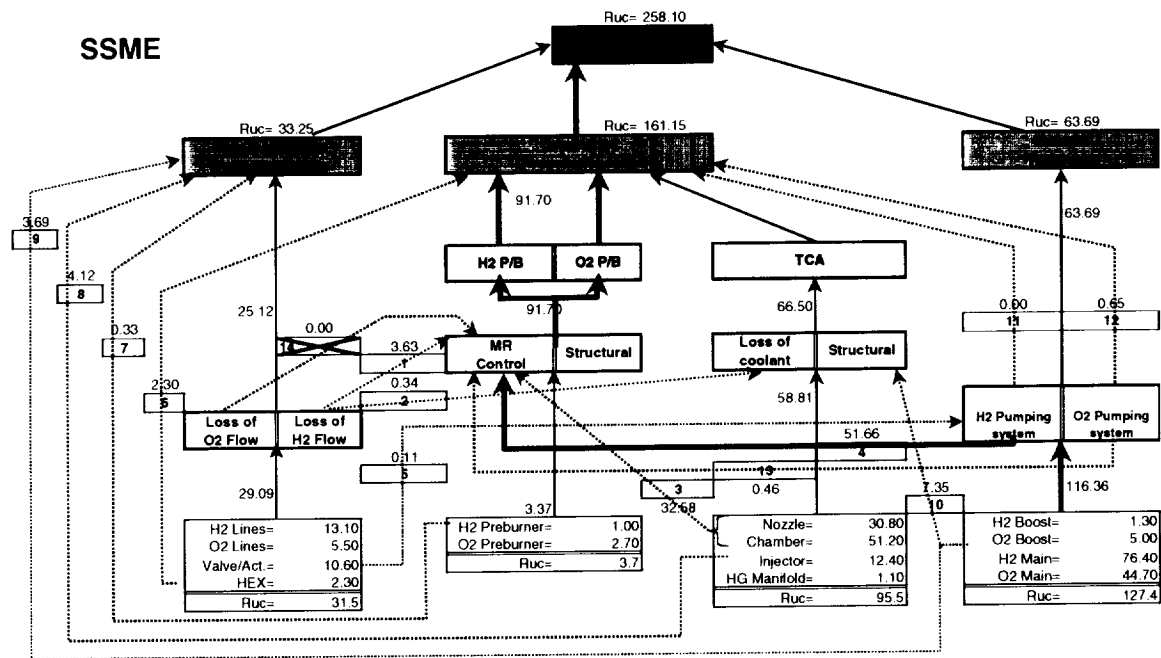 Ruc= 258.10
SSME
Ruc= 33.25
Ruc= 161.15
Ruc= 63.69
91.70
63.69
3.69
9
H2 P/B
O2 P/B
TCA
4.12
8
25.12
91.70
66.50
0.00
11
0.65
12
0.33
7
0.00
14
3.63
1
MR
Control
Structural
Loss of
coolant
Structural
2.30
6
0.34
2
58.81
Loss of
O2 Flow
Loss of
H2 Flow
H2 Pumping
system
O2 Pumping
system
51.66
4
0.11
5
29.09
3
0.46
32.58
7.35
10
116.36
3.37
H2 Lines= 13.10
O2 Lines= 5.50
Valve/Act.= 10.60
HEX= 2.30
Ruc= 31.5
H2 Preburner= 1.00
O2 Preburner= 2.70
Ruc= 3.7
Nozzle= 30.80
Chamber= 51.20
Injector= 12.40
HG Manifold= 1.10
Ruc= 95.5
H2 Boost= 1.30
O2 Boost= 5.00
H2 Main= 76.40
O2 Main= 44.70
Ruc= 127.4